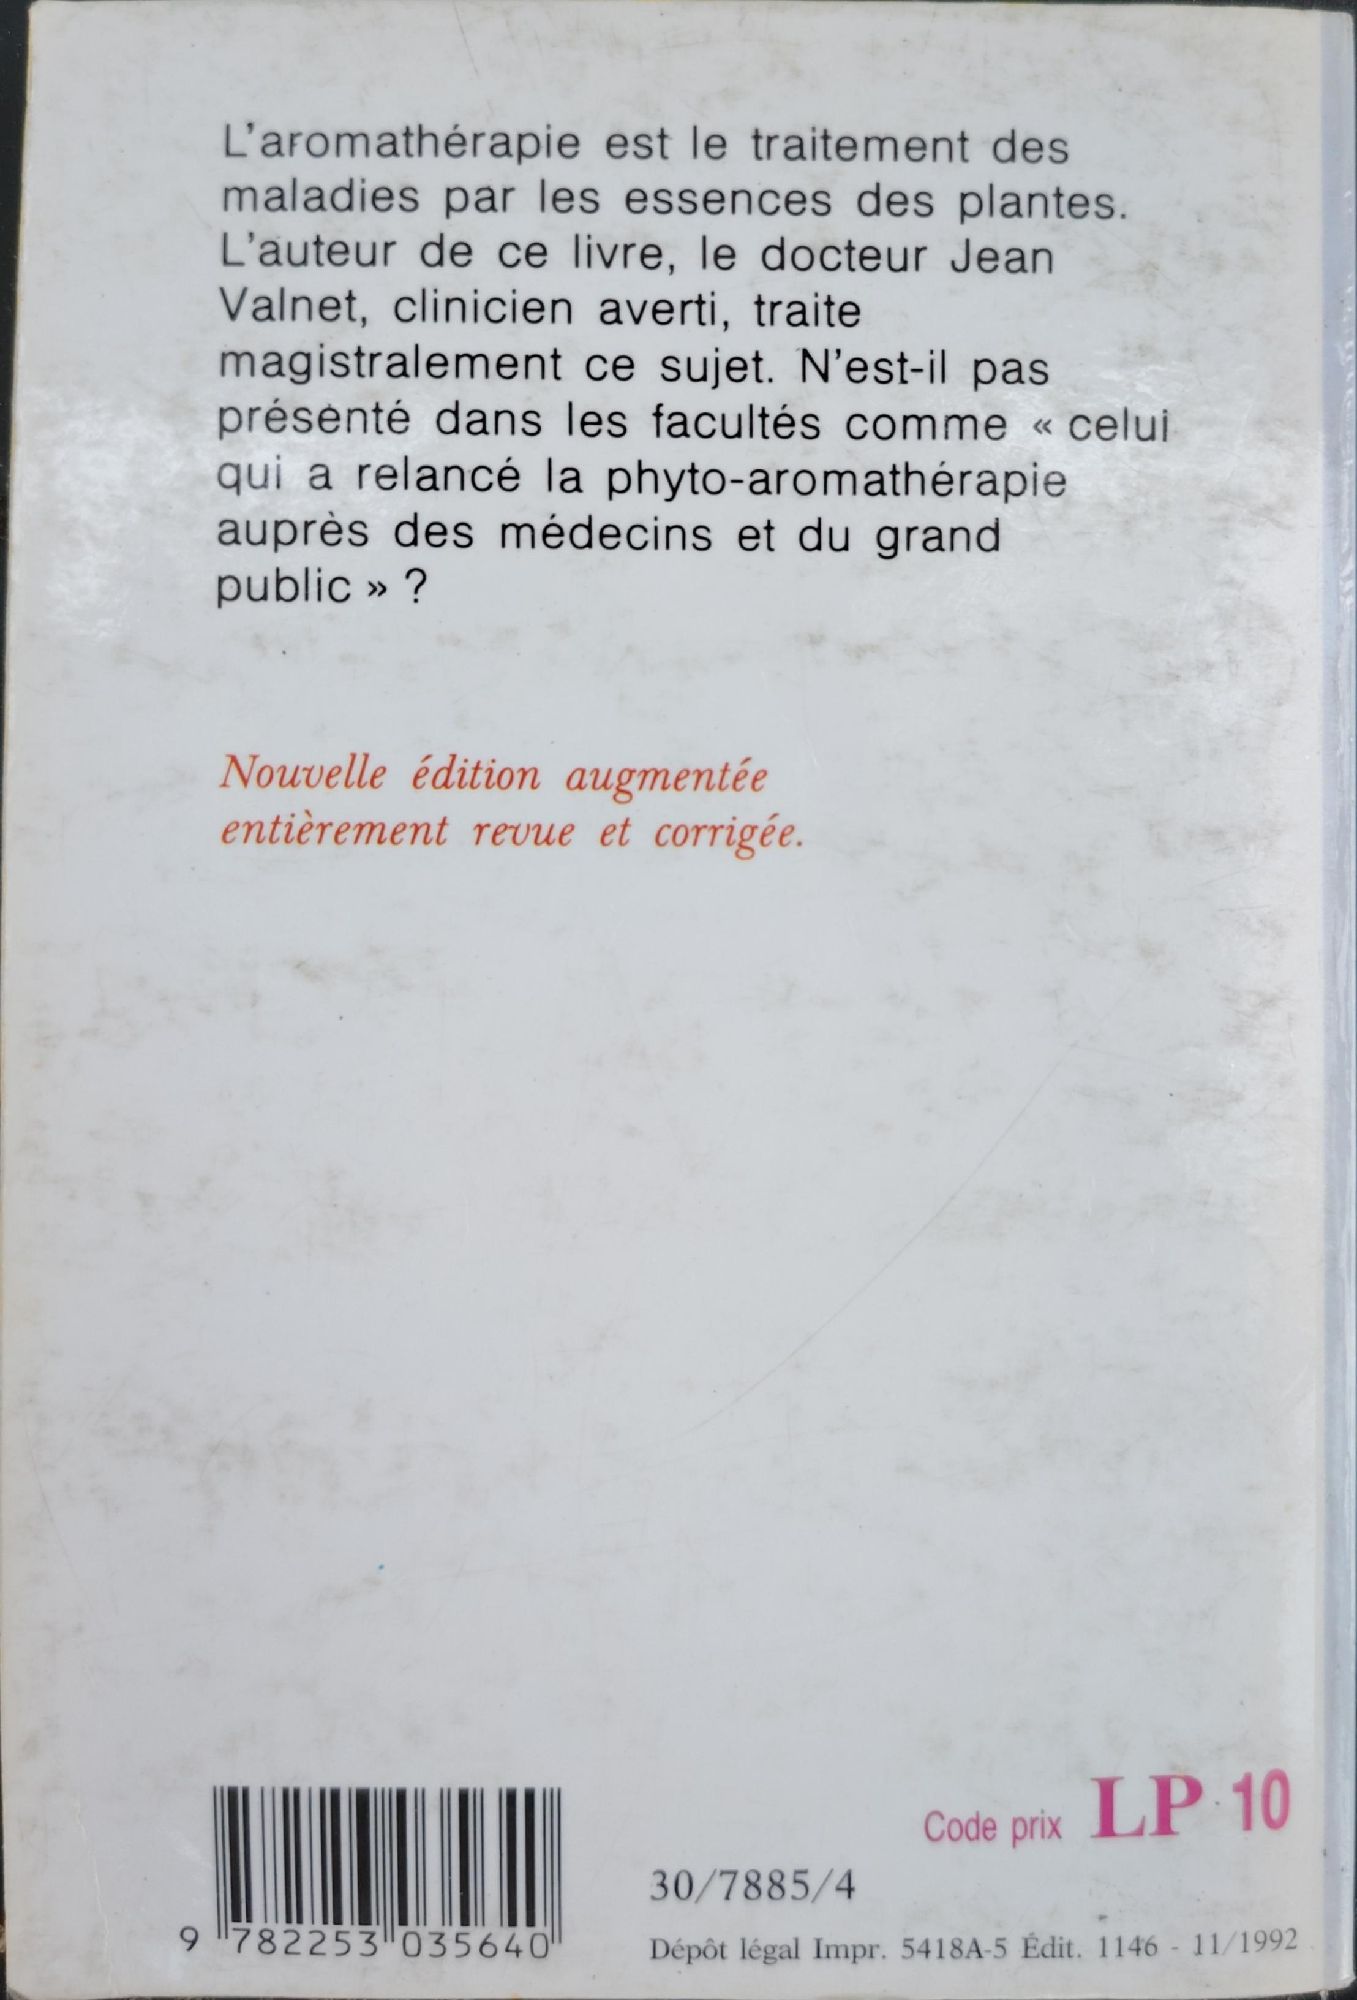 L'aromathérapie est le traitement des
maladies par les essences des plantes.
L'auteur de ce livre, le docteur Jean
Valnet, clinicien averti, traite
magistralement ce sujet. N'est-il pas
présenté dans les facultés comme « celui
qui a relancé la phyto-aromathérapie
auprès des médecins et du grand
public » ?
Nouvelle édition augmentée
entièrement revue et corrigée.
Code prix LP 10
30/7885/4
9 782253 035640
Dépôt légal Impr. 5418A-5 Édit. 1146 - 11/1992